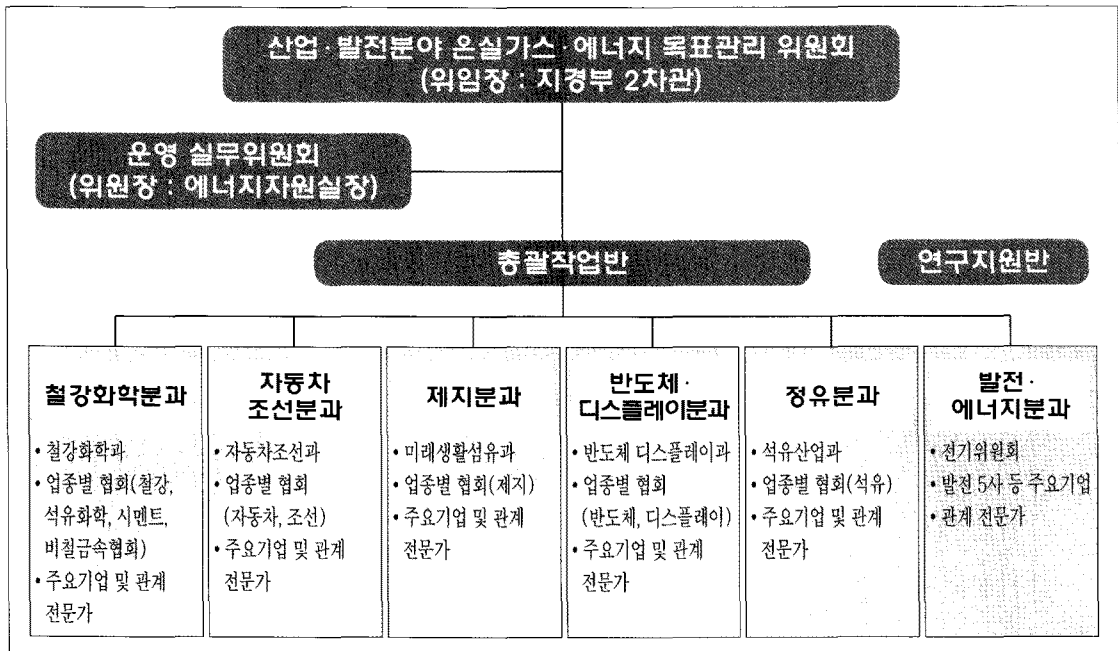 산업·발전분야 온실가스·에너지 목표관리 위원회
(위임장 : 지경부 2차관)
운영 실무위원회
(위원장 : 에너지자원실장)
총괄작업반
연구지원반
철강화학분과
• 철강화학과
• 업종별 협회(철강,
석유화학, 시멘트,
비철금속협회)
• 주요기업 및 관계
전문가
자동차
조선분과
• 자동차조선과
• 업종별 협회
(자동차, 조선)
• 주요기업 및 관계
전문가
제지분과
• 미래생활섬유과
• 업종별 협회(제지)
• 주요기업 및 관계
전문가
반도체·
디스플레이분과
• 반도체 디스플레이과
• 업종별 협회
(반도체, 디스플레이)
• 주요기업 및 관계
전문가
정유분과
• 석유산업과
• 업종별 협회(석유)
• 주요기업 및 관계
전문가
발전·
에너지분과
• 전기위원회
• 발전 5사 등 주요기업
• 관계 전문가